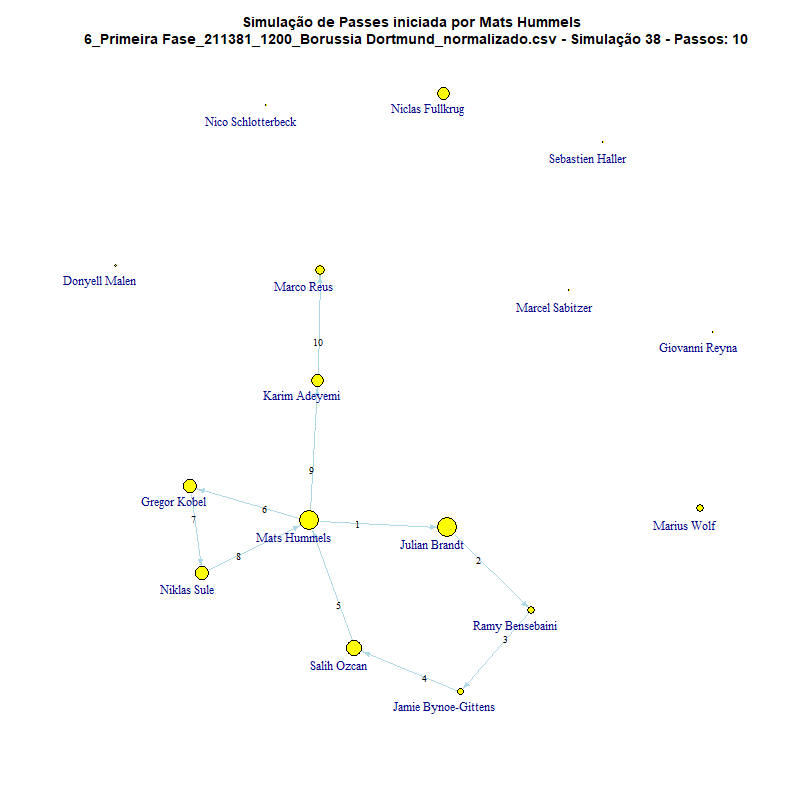 Simulação de Passes iniciada por Mats Hummels
6_Primeira Fase_211381_1200_Borussia Dortmund_normalizado.csv - Simulação 38 - Passos: 10
Niclas Fullkrug
Nico Schlotterbeck
Sebastien Haller
Donyell Malen
Marco Reus
Marcel Sabitzer
10
Giovanni Reyna
Karim Adeyemi
9
Gregor Kobel
6
7
1
Marius Wolf
Mats Hummels
Julian Brandt
8
2
Niklas Sule
5
Ramy Bensebaini
3
Salih Ozcan
4
Jamie Bynoe-Gittens